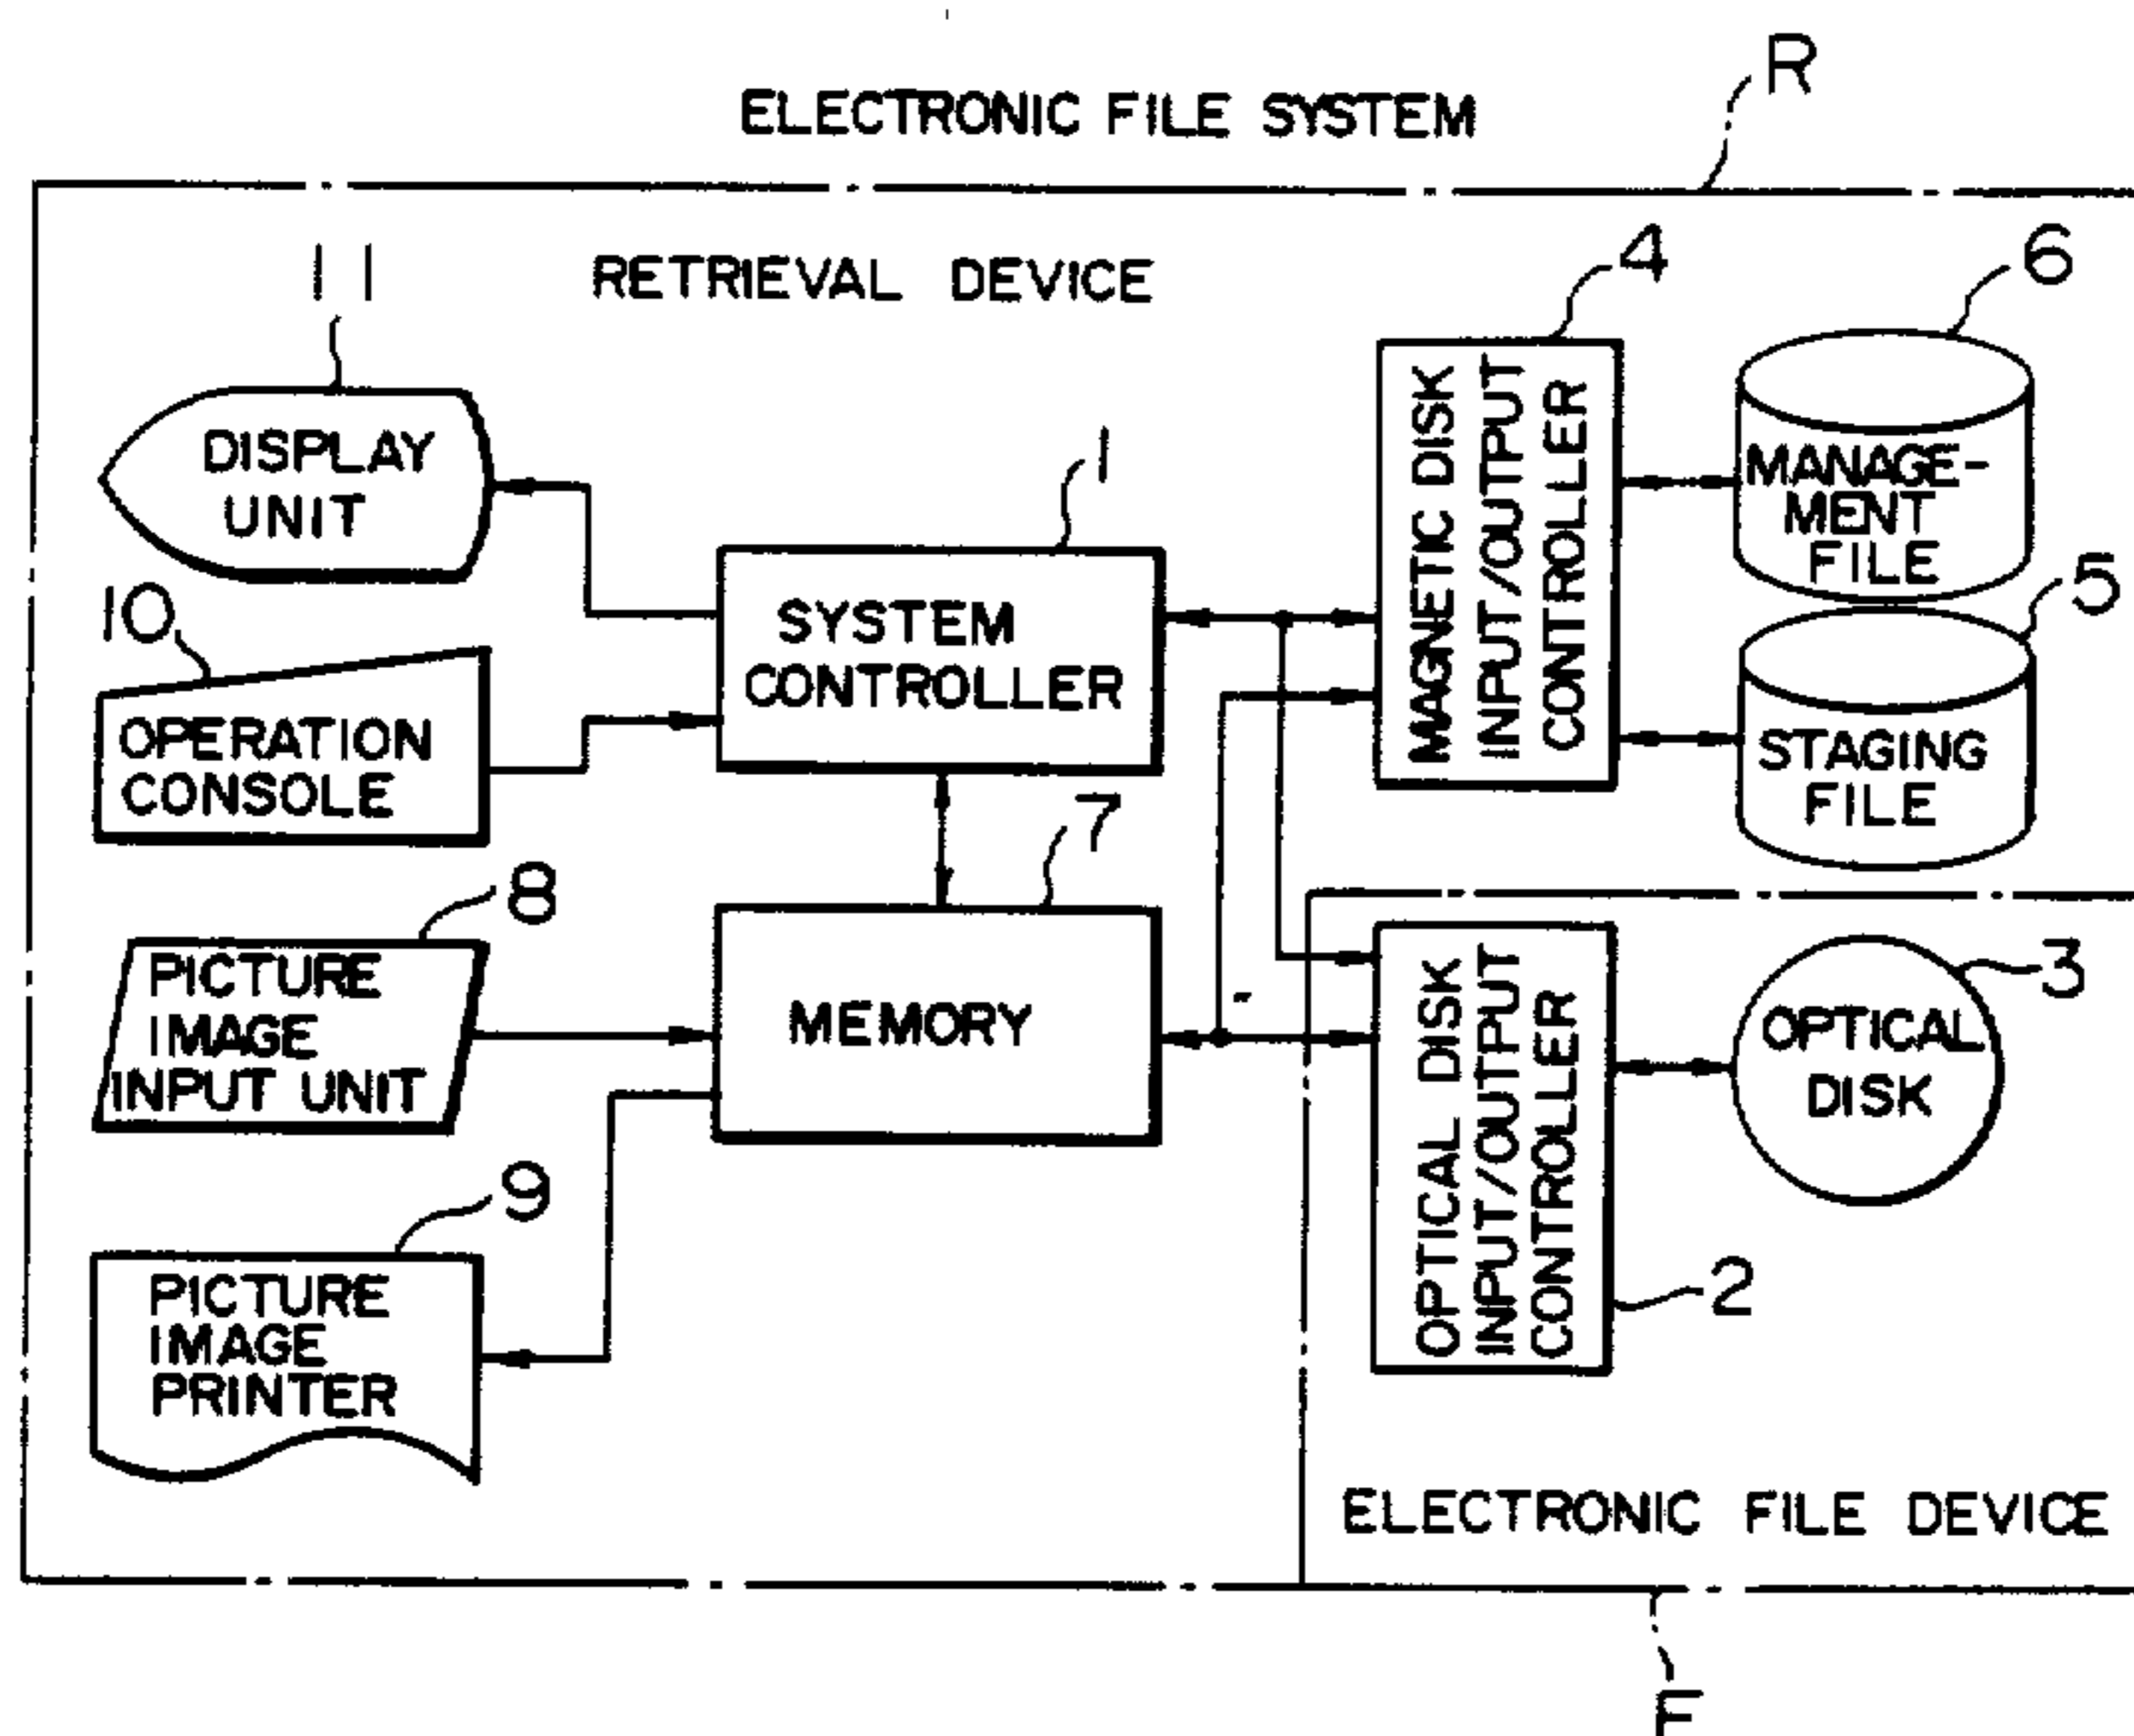 ELECTRONIC FILE SYSTEM
R
RETRIEVAL DEVICE
11
DISPLAY
UNIT
10
OPERATION
CONSOLE
1
SYSTEM
CONTROLLER
4
MAGNETIC DISK
INPUT/OUTPUT
CONTROLLER
6
MANAGE-
MENT
FILE
5
STAGING
FILE
8
PICTURE
IMAGE
INPUT UNIT
7
MEMORY
9
PICTURE
IMAGE
PRINTER
OPTICAL DISK
INPUT/OUTPUT
CONTROLLER
2
3
OPTICAL
DISK
ELECTRONIC FILE DEVICE
F